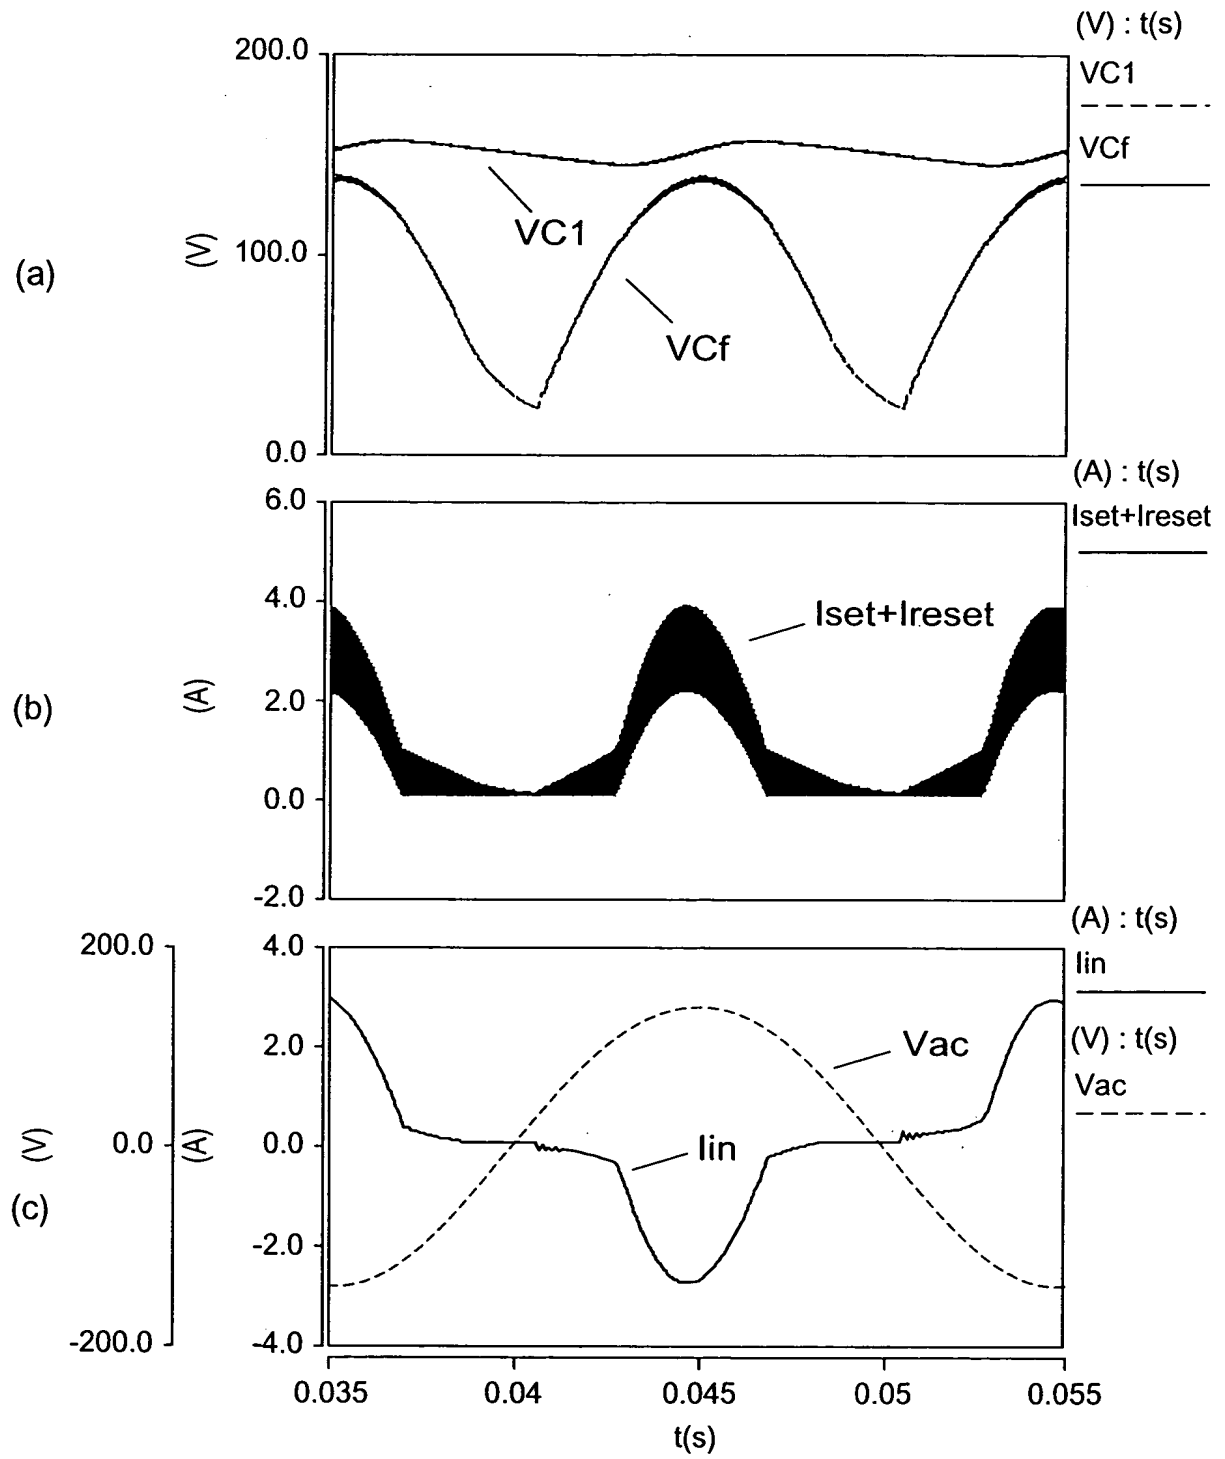 (V) : t(s)
VC1
VCf
200.0
100.0
0.0
(V)
(a)
VC1
VCf
(A) : t(s)
Iset+Ireset
6.0
4.0
2.0
0.0
-2.0
(A)
(b)
Iset+Ireset
(A) : t(s)
Iin
(V) : t(s)
Vac
200.0
0.0
-200.0
(V)
4.0
2.0
0.0
-2.0
-4.0
(A)
(c)
Vac
Iin
0.035 0.04 0.045 0.05 0.055
t(s)